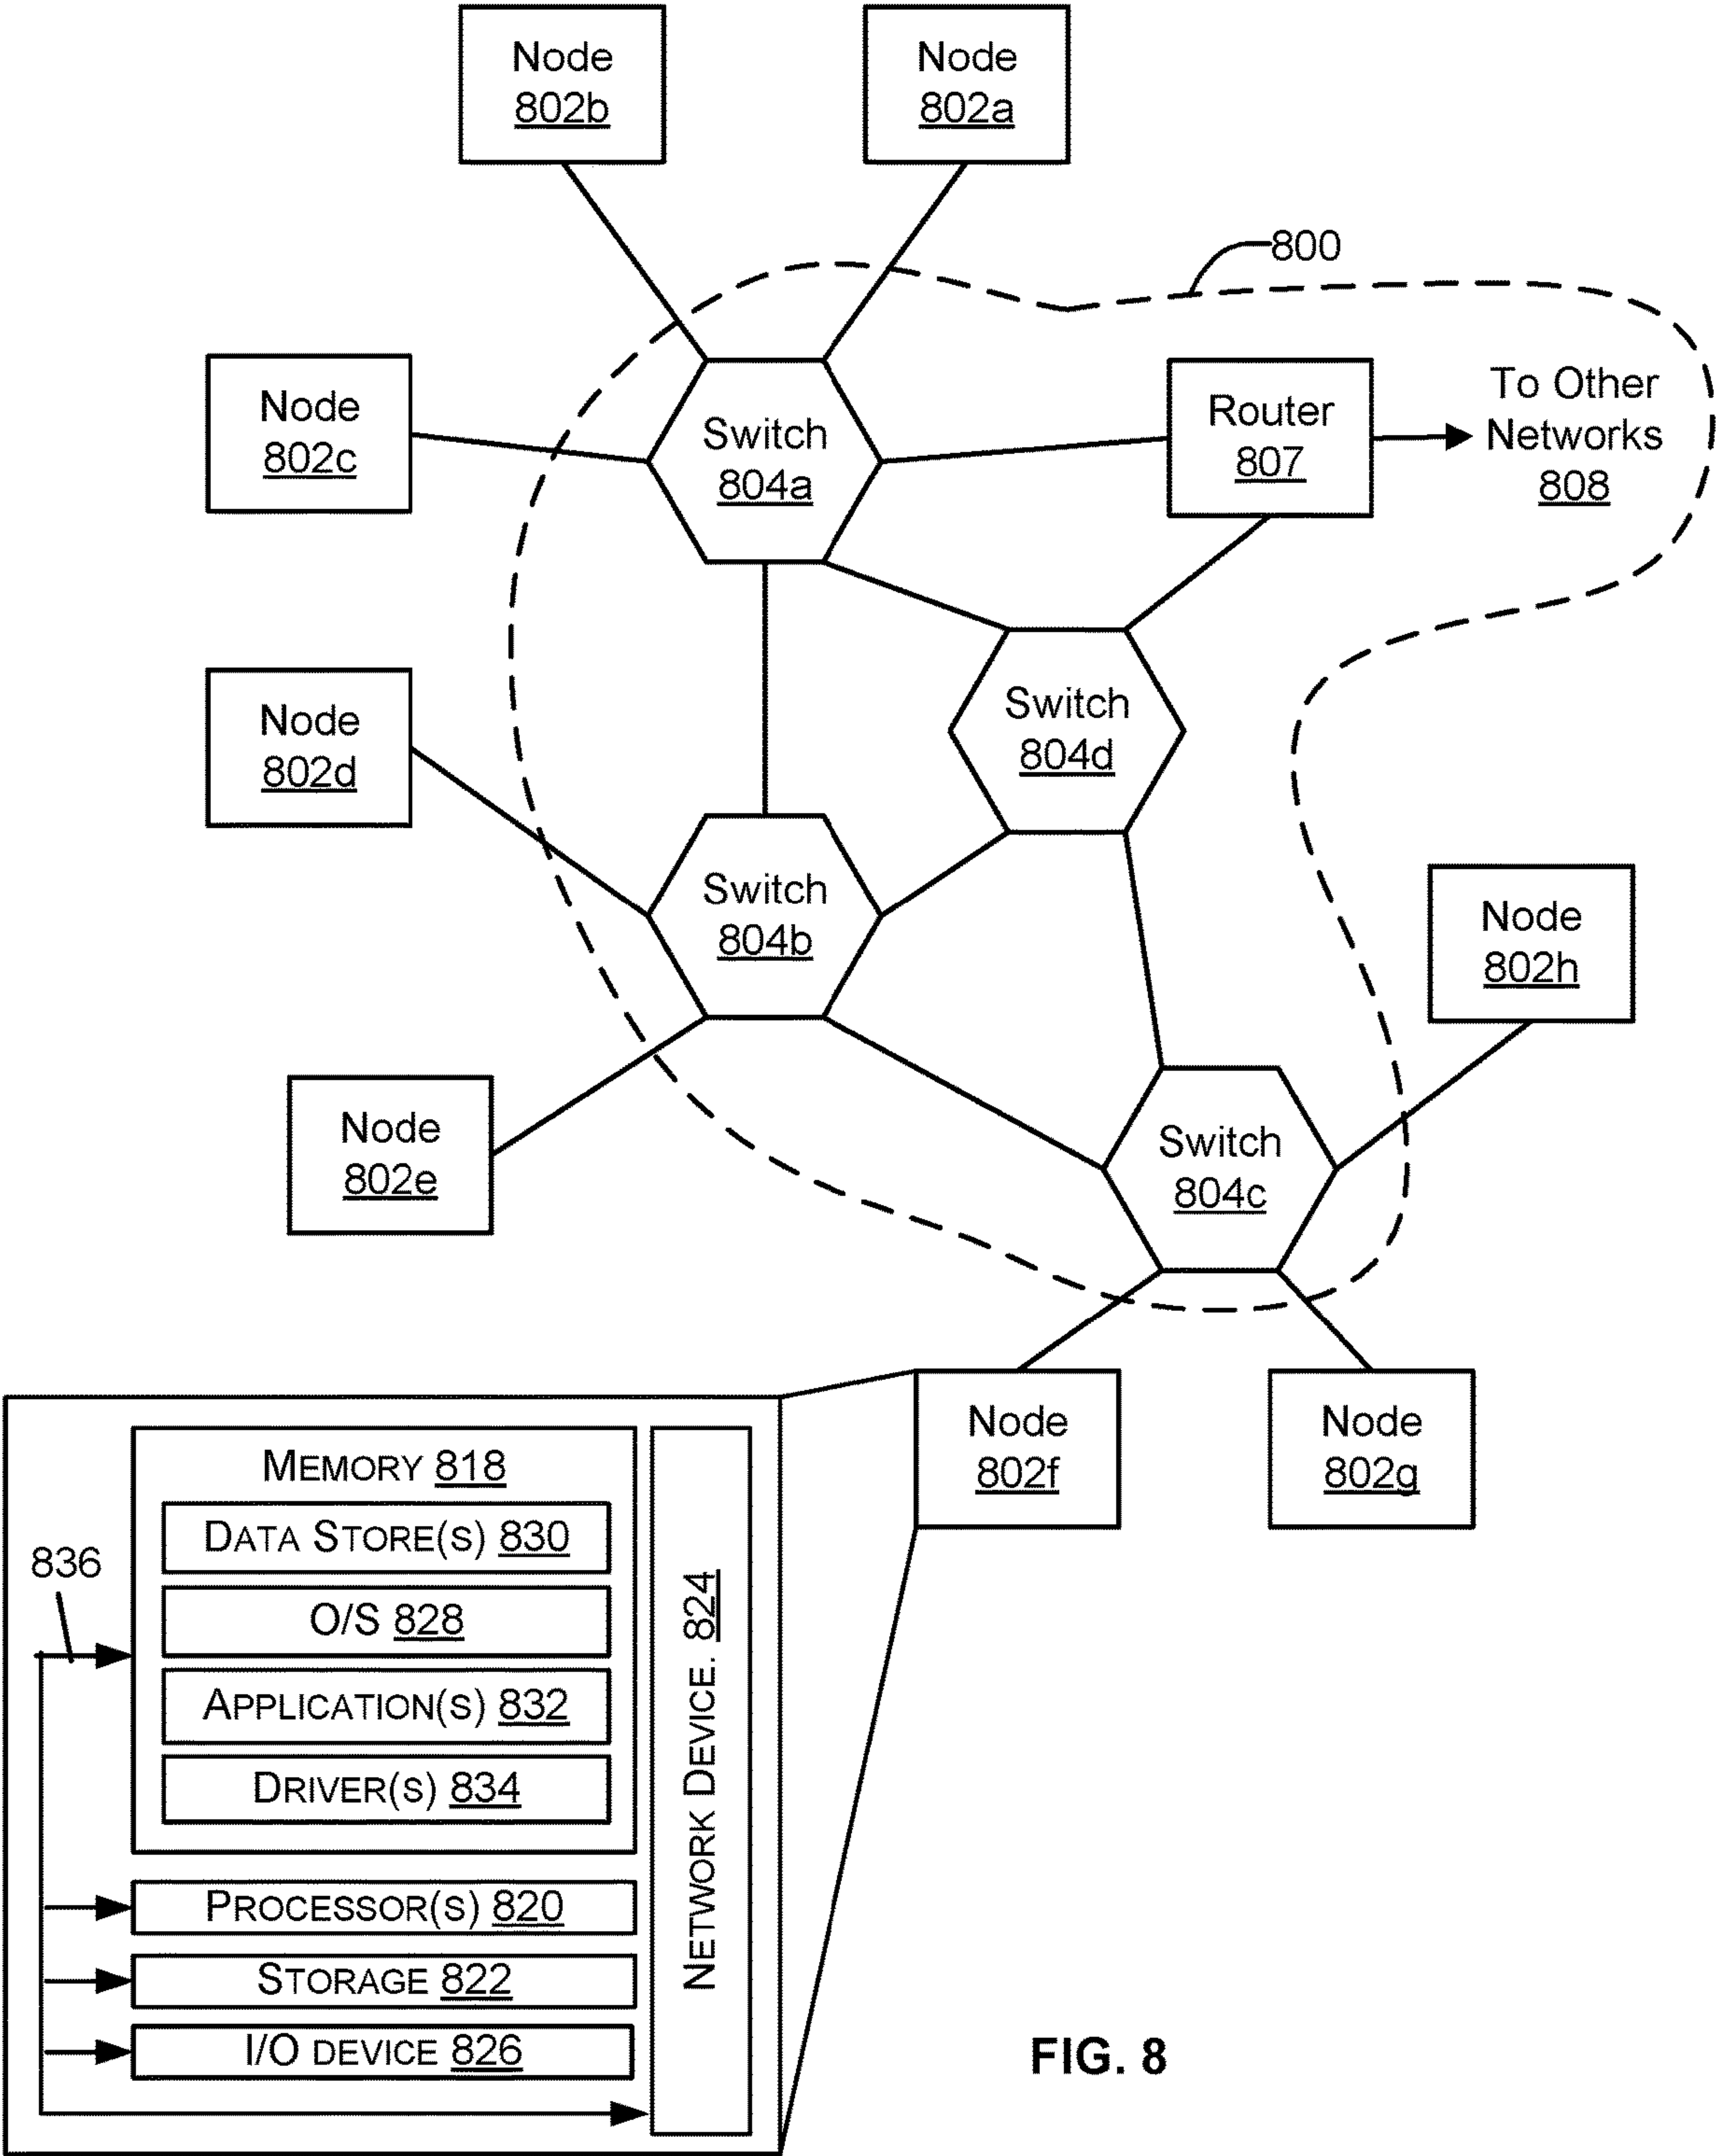 Node
802b
Node
802a
800
Node
802c
Switch
804a
Router
807
To Other
Networks
808
Node
802d
Switch
804d
Switch
804b
Node
802h
Node
802e
Switch
804c
Node
802f
Node
802g
MEMORY 818
DATA STORE(S) 830
836
O/S 828
APPLICATION(S) 832
DRIVER(S) 834
NETWORK DEVICE. 824
PROCESSOR(S) 820
STORAGE 822
I/O DEVICE 826
FIG. 8